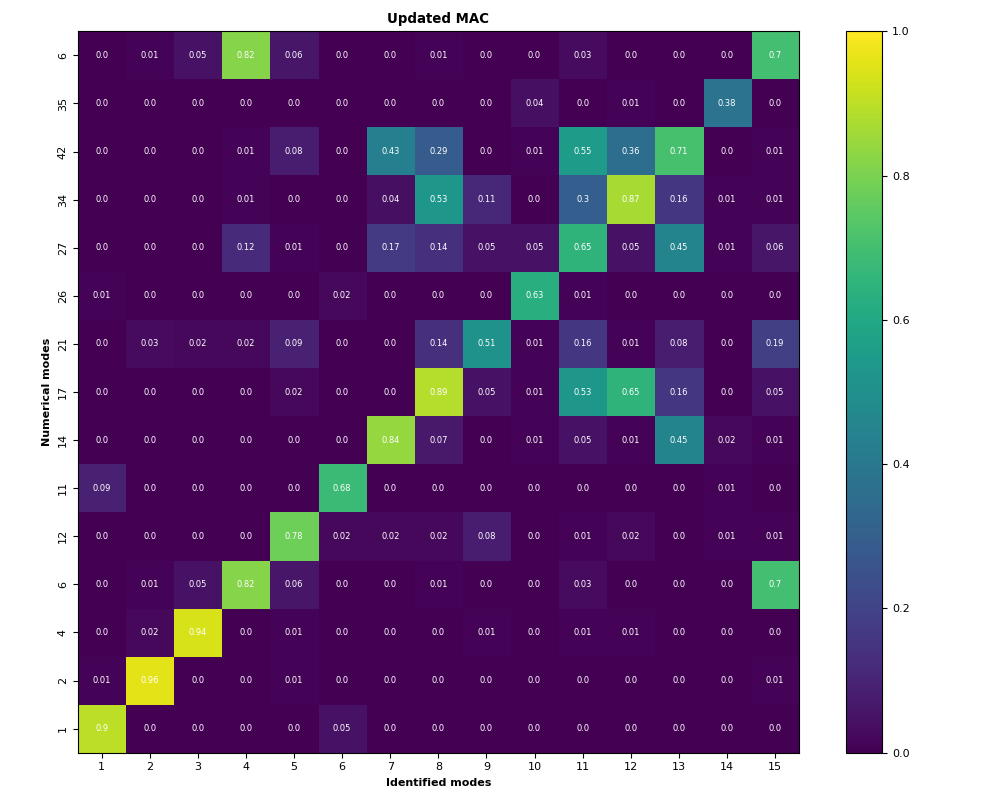 Updated MAC
6 0.0 0.01 0.05 0.82 0.06 0.0 0.0 0.01 0.0 0.0 0.03 0.0 0.0 0.0 0.7
35 0.0 0.0 0.0 0.0 0.0 0.0 0.0 0.0 0.0 0.04 0.0 0.01 0.0 0.38 0.0
42 0.0 0.0 0.0 0.01 0.08 0.0 0.43 0.29 0.0 0.01 0.55 0.36 0.71 0.0 0.01
34 0.0 0.0 0.0 0.01 0.0 0.0 0.04 0.53 0.11 0.0 0.3 0.87 0.16 0.01 0.01
27 0.0 0.0 0.0 0.12 0.01 0.0 0.17 0.14 0.05 0.05 0.65 0.05 0.45 0.01 0.06
26 0.01 0.0 0.0 0.0 0.0 0.02 0.0 0.0 0.0 0.63 0.01 0.0 0.0 0.0 0.0
21 0.0 0.03 0.02 0.02 0.09 0.0 0.0 0.14 0.51 0.01 0.16 0.01 0.08 0.0 0.19
17 0.0 0.0 0.0 0.0 0.02 0.0 0.0 0.89 0.05 0.01 0.53 0.65 0.16 0.0 0.05
14 0.0 0.0 0.0 0.0 0.0 0.0 0.84 0.07 0.0 0.01 0.05 0.01 0.45 0.02 0.01
11 0.09 0.0 0.0 0.0 0.0 0.68 0.0 0.0 0.0 0.0 0.0 0.0 0.0 0.01 0.0
12 0.0 0.0 0.0 0.0 0.78 0.02 0.02 0.02 0.08 0.0 0.01 0.02 0.0 0.01 0.01
6 0.0 0.01 0.05 0.82 0.06 0.0 0.0 0.01 0.0 0.0 0.03 0.0 0.0 0.0 0.7
4 0.0 0.02 0.94 0.0 0.01 0.0 0.0 0.0 0.01 0.0 0.01 0.01 0.0 0.0 0.0
2 0.01 0.96 0.0 0.0 0.01 0.0 0.0 0.0 0.0 0.0 0.0 0.0 0.0 0.0 0.01
1 0.9 0.0 0.0 0.0 0.0 0.05 0.0 0.0 0.0 0.0 0.0 0.0 0.0 0.0 0.0
1 2 3 4 5 6 7 8 9 10 11 12 13 14 15
Identified modes
Numerical modes
1.0
0.8
0.6
0.4
0.2
0.0